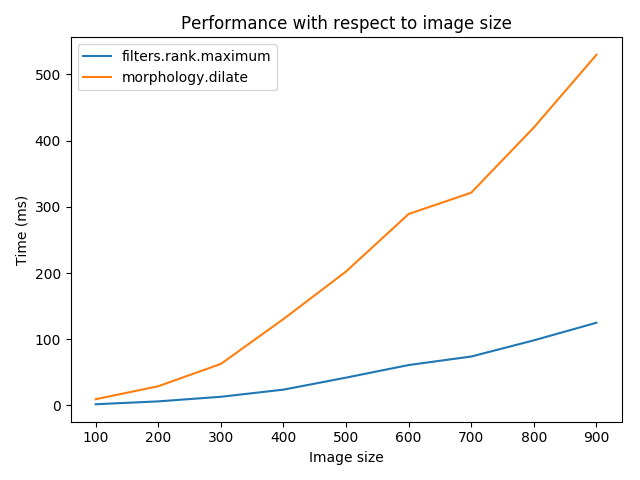 Performance with respect to image size
filters.rank.maximum
morphology.dilate
Time (ms)
500
400
300
200
100
0
100 200 300 400 500 600 700 800 900
Image size